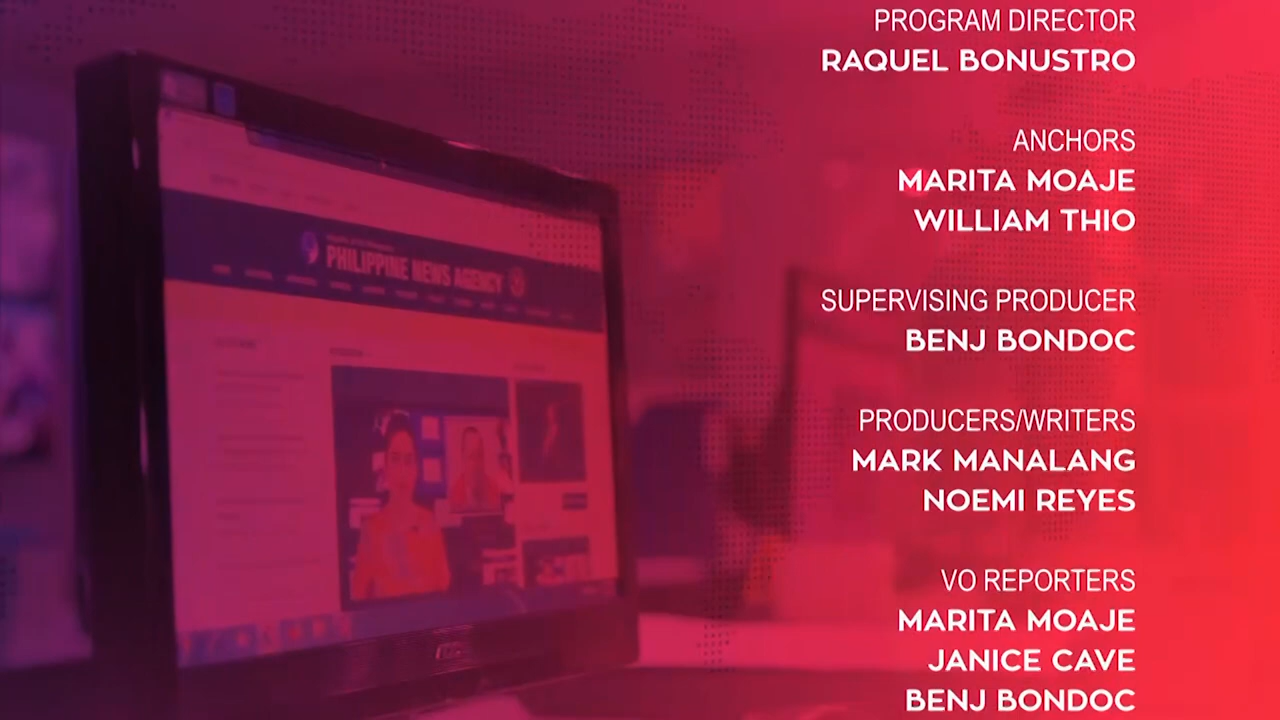 PROGRAM DIRECTOR
RAQUEL BONUSTRO
ANCHORS
MARITA MOAJE
WILLIAM THIO
SUPERVISING PRODUCER
BENJ BONDOC
PRODUCERS/WRITERS
MARK MANALANG
NOEMI REYES
VO REPORTERS
MARITA MOAJE
JANICE CAVE
BENJ BONDOC
PHILIPPINE NEWS AGENCY